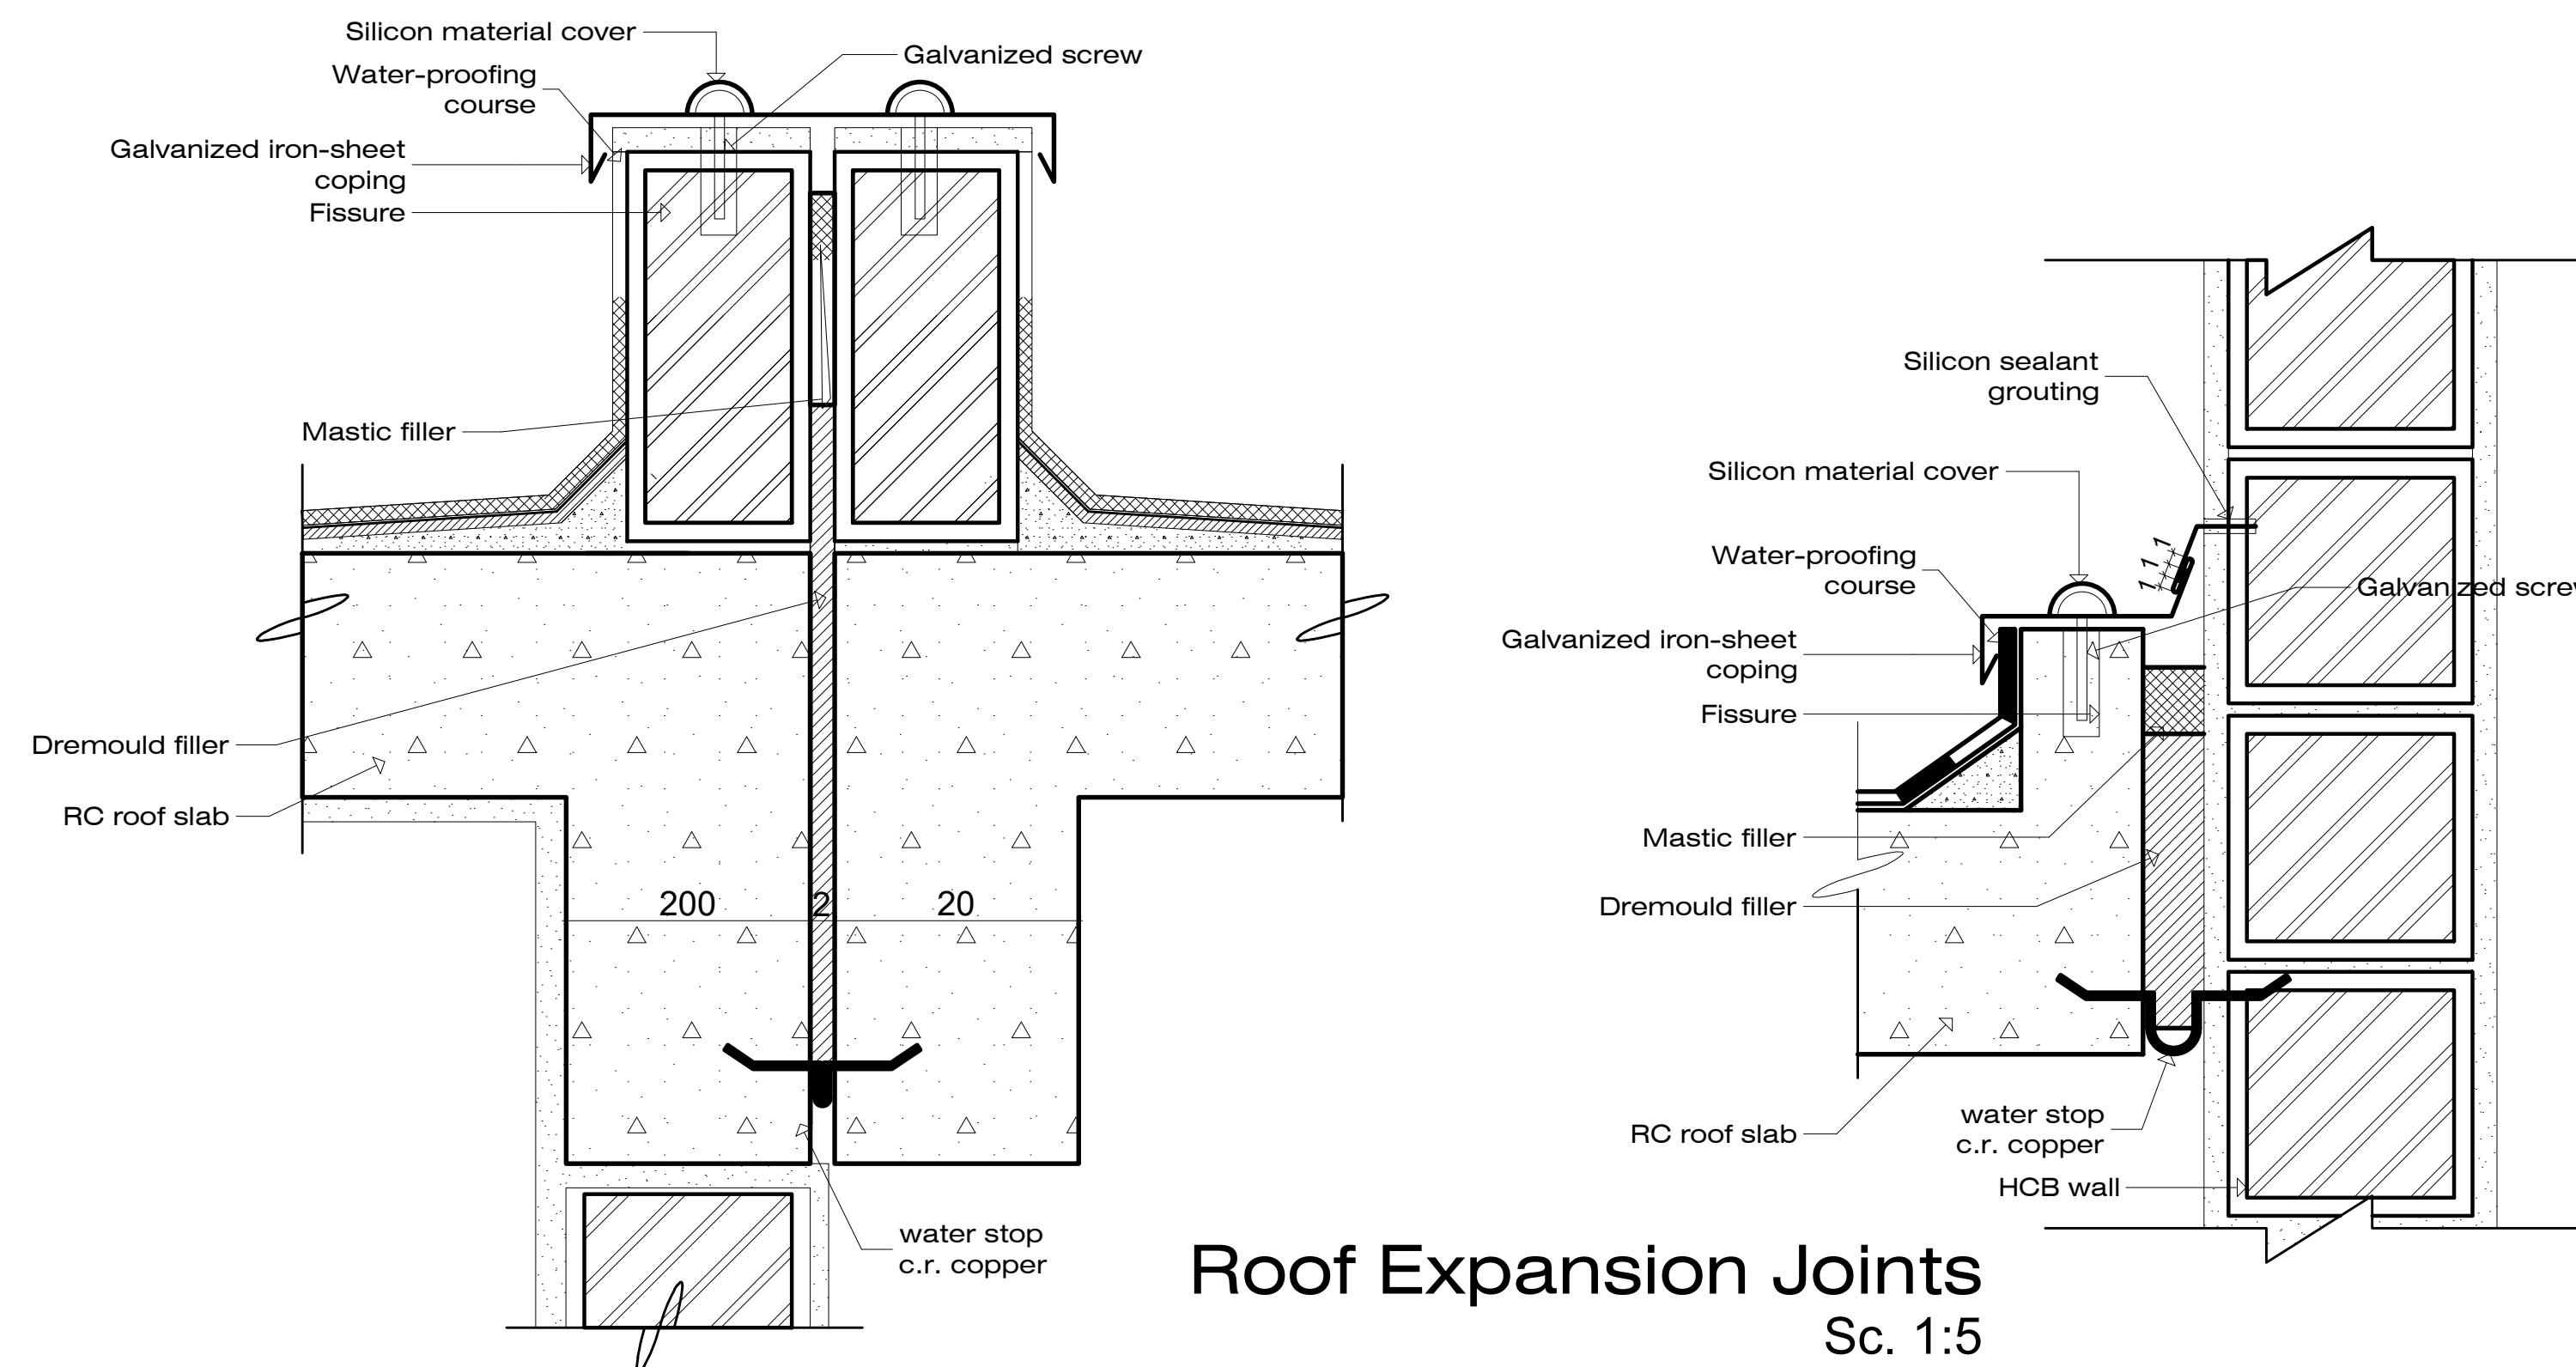 Silicon material cover
Galvanized screw
Water-proofing
course
Galvanized iron-sheet
coping
Fissure
Mastic filler
Dremould filler
RC roof slab
200
2
20
water stop
c.r. copper
Silicon sealant
grouting
Silicon material cover
1 1 1
Water-proofing
course
Galvanized screw
Galvanized iron-sheet
coping
Fissure
Mastic filler
Dremould filler
RC roof slab
water stop
c.r. copper
HCB wall
Roof Expansion Joints
Sc. 1:5